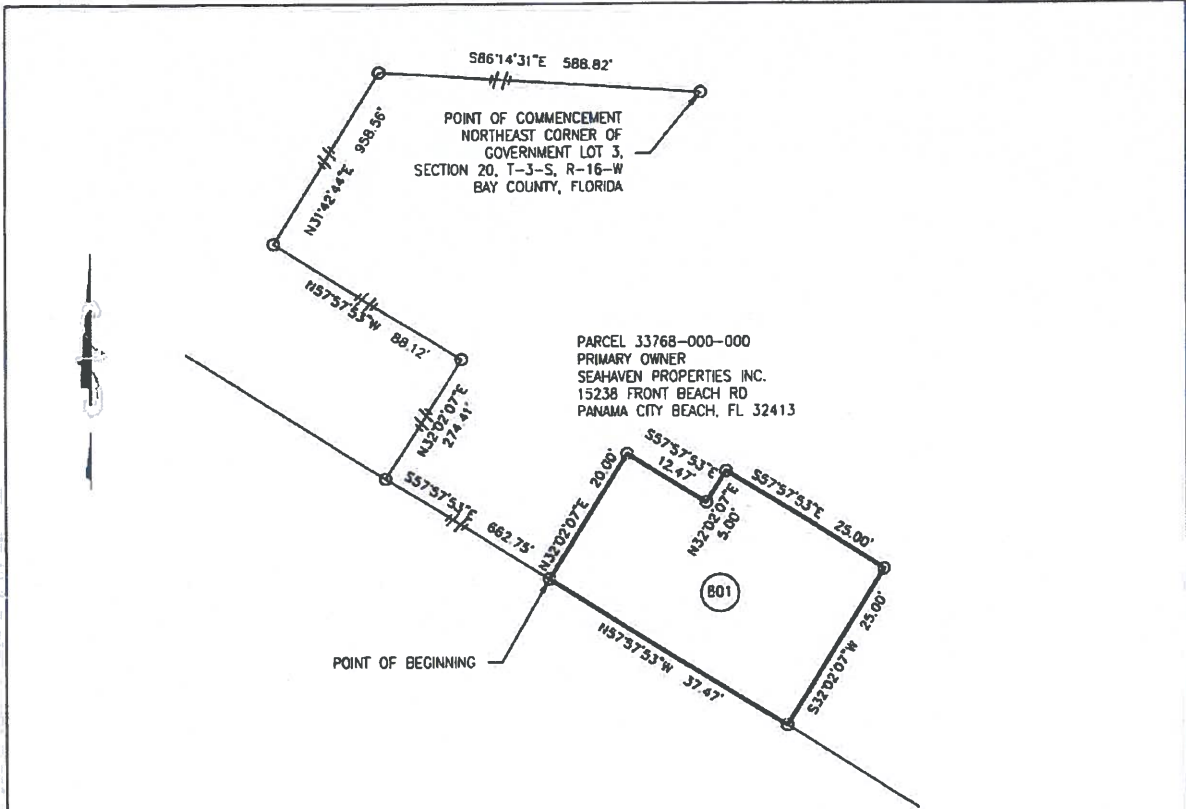 S86°14'31"E 588.82'
POINT OF COMMENCEMENT
NORTHEAST CORNER OF
GOVERNMENT LOT 3,
SECTION 20, T-3-S, R-16-W
BAY COUNTY, FLORIDA
N31°42'44"E 958.56'
N57°57'53"W 88.12'
N32°02'07"E
274.41'
PARCEL 33768-000-000
PRIMARY OWNER
SEAHAVEN PROPERTIES INC.
15238 FRONT BEACH RD
PANAMA CITY BEACH, FL 32413
S57°57'53"E 662.75'
N32°02'07"E 20.00'
S57°57'53"E
12.47'
N32°02'07"E
5.00'
S57°57'53"E 25.00'
B01
S32°02'07"W 25.00'
N57°57'53"W 37.47'
POINT OF BEGINNING